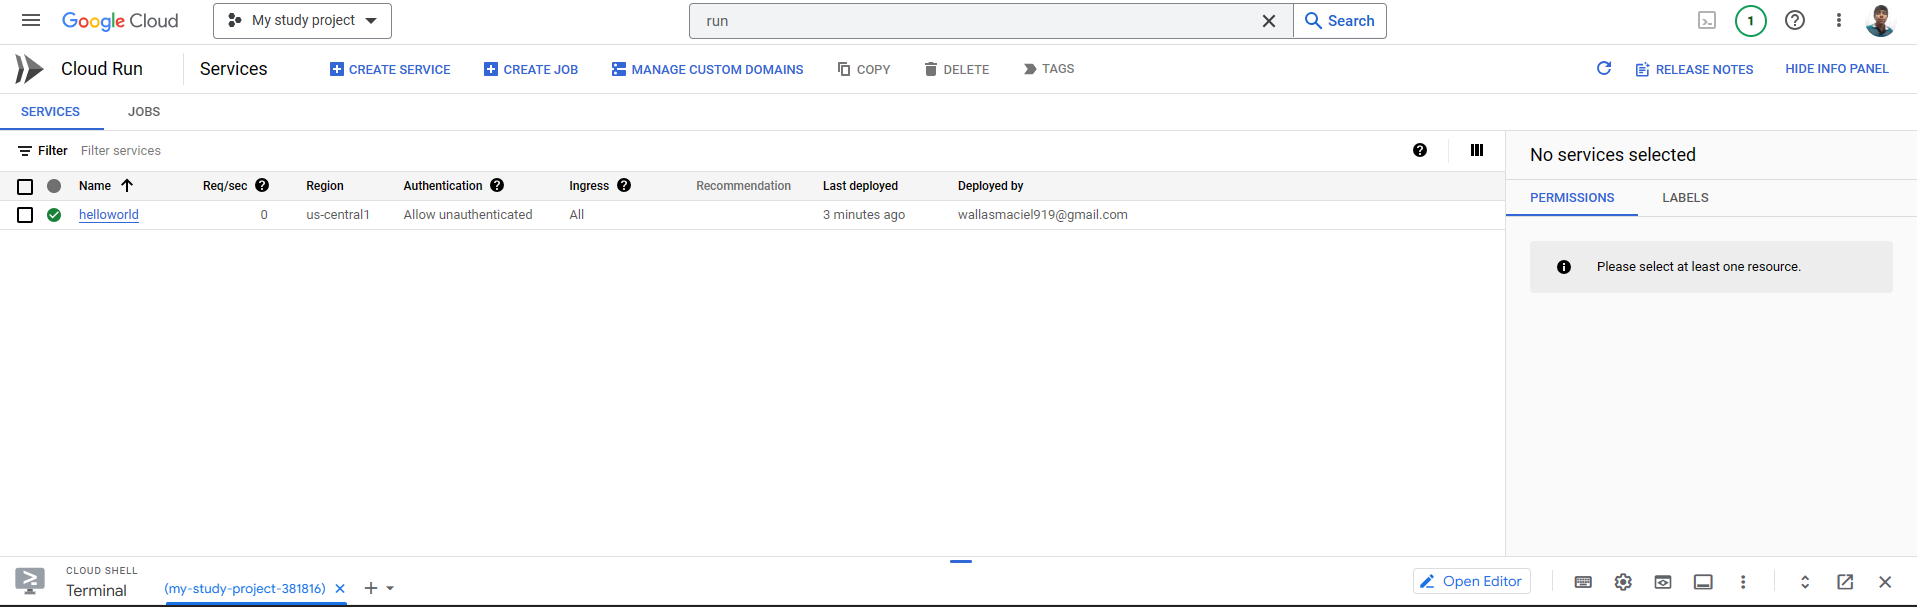 Google Cloud My study project run Search 1
Cloud Run Services CREATE SERVICE CREATE JOB MANAGE CUSTOM DOMAINS COPY DELETE TAGS RELEASE NOTES HIDE INFO PANEL
SERVICES JOBS
Filter Filter services
No services selected
Name Req/sec Region Authentication Ingress Recommendation Last deployed Deployed by
PERMISSIONS LABELS
helloworld 0 us-central1 Allow unauthenticated All 3 minutes ago wallasmaciel919@gmail.com
Please select at least one resource.
CLOUD SHELL
Terminal (my-study-project-381816) Open Editor